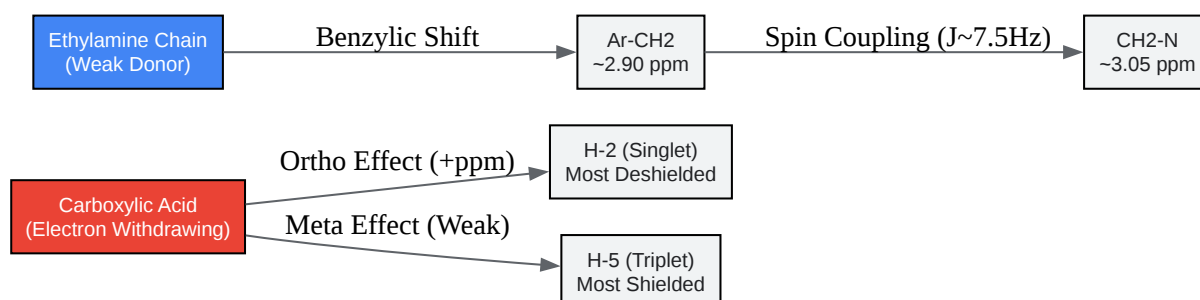 Ethylamine Chain
(Weak Donor)
Benzylic Shift
Ar-CH2
~2.90 ppm
Spin Coupling (J~7.5Hz)
CH2-N
~3.05 ppm
Carboxylic Acid
(Electron Withdrawing)
Ortho Effect (+ppm)
H-2 (Singlet)
Most Deshielded
Meta Effect (Weak)
H-5 (Triplet)
Most Shielded